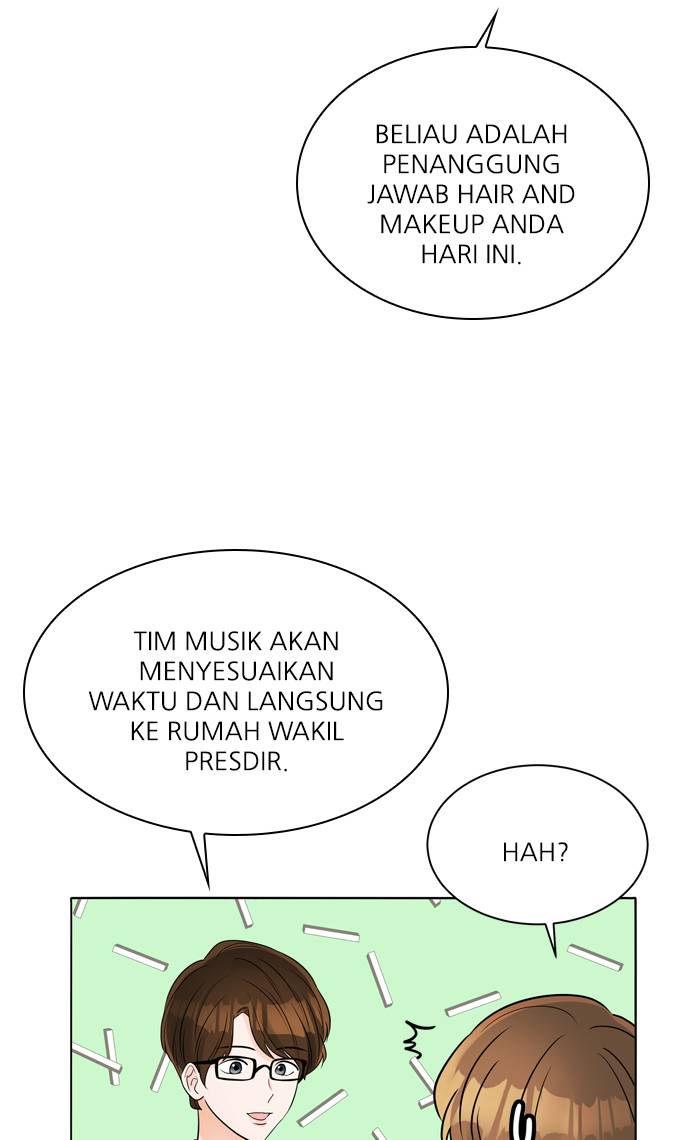 BELIAU ADALAH
PENANGGUNG
JAWAB HAIR AND
MAKEUP ANDA
HARI INI.
TIM MUSIK AKAN
MENYESUAIKAN
WAKTU DAN LANGSUNG
KE RUMAH WAKIL
PRESDIR.
HAH?